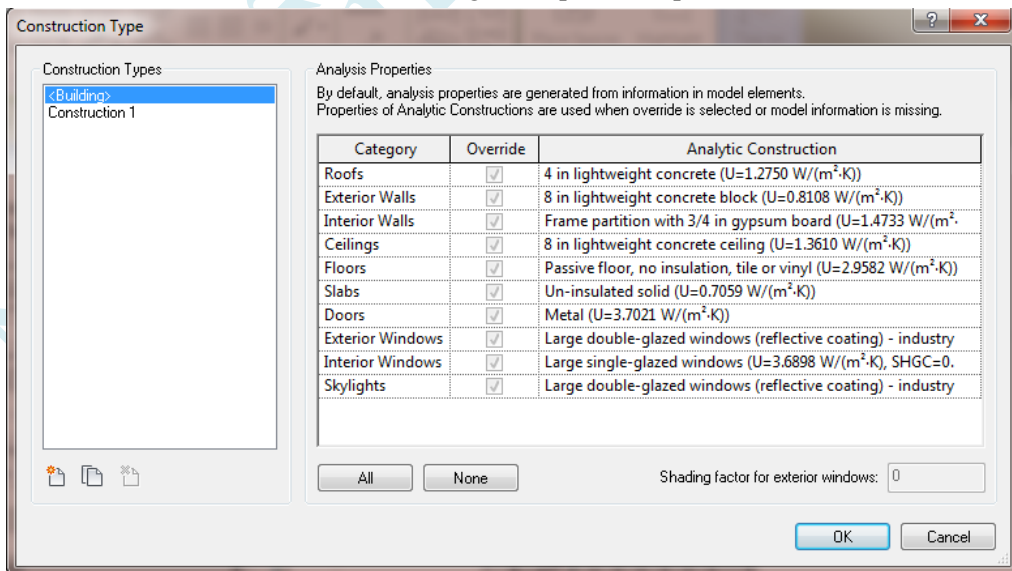 Construction Type
Construction Types
<Building>
Construction 1
Analysis Properties
By default, analysis properties are generated from information in model elements.
Properties of Analytic Constructions are used when override is selected or model information is missing.
Category Override Analytic Construction
Roofs 4 in lightweight concrete (U=1.2750 W/(m²·K))
Exterior Walls 8 in lightweight concrete block (U=0.8108 W/(m²·K))
Interior Walls Frame partition with 3/4 in gypsum board (U=1.4733 W/(m²·
Ceilings 8 in lightweight concrete ceiling (U=1.3610 W/(m²·K))
Floors Passive floor, no insulation, tile or vinyl (U=2.9582 W/(m²·K))
Slabs Un-insulated solid (U=0.7059 W/(m²·K))
Doors Metal (U=3.7021 W/(m²·K))
Exterior Windows Large double-glazed windows (reflective coating) - industry
Interior Windows Large single-glazed windows (U=3.6898 W/(m²·K), SHGC=0.
Skylights Large double-glazed windows (reflective coating) - industry
All None Shading factor for exterior windows: 0
OK Cancel